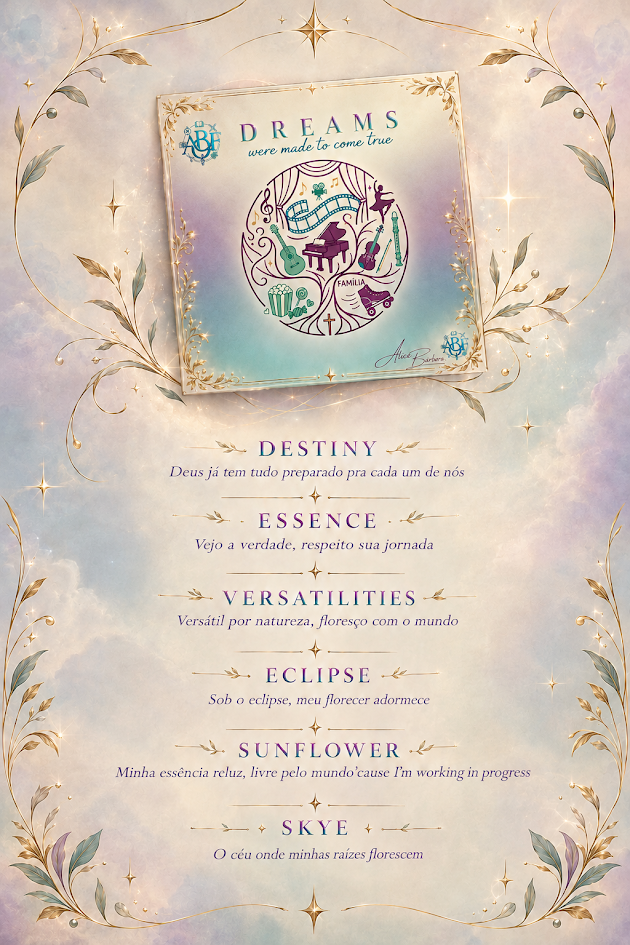 ABF
DREAMS
were made to come true
FAMÍLIA
Alice Barbara
ABF
DESTINY
Deus já tem tudo preparado pra cada um de nós
ESSENCE
Vejo a verdade, respeito sua jornada
VERSATILITIES
Versátil por natureza, floresço com o mundo
ECLIPSE
Sob o eclipse, meu florecer adormece
SUNFLOWER
Minha essência reluz, livre pelo mundo'cause I'm working in progress
SKYE
O céu onde minhas raízes florescem